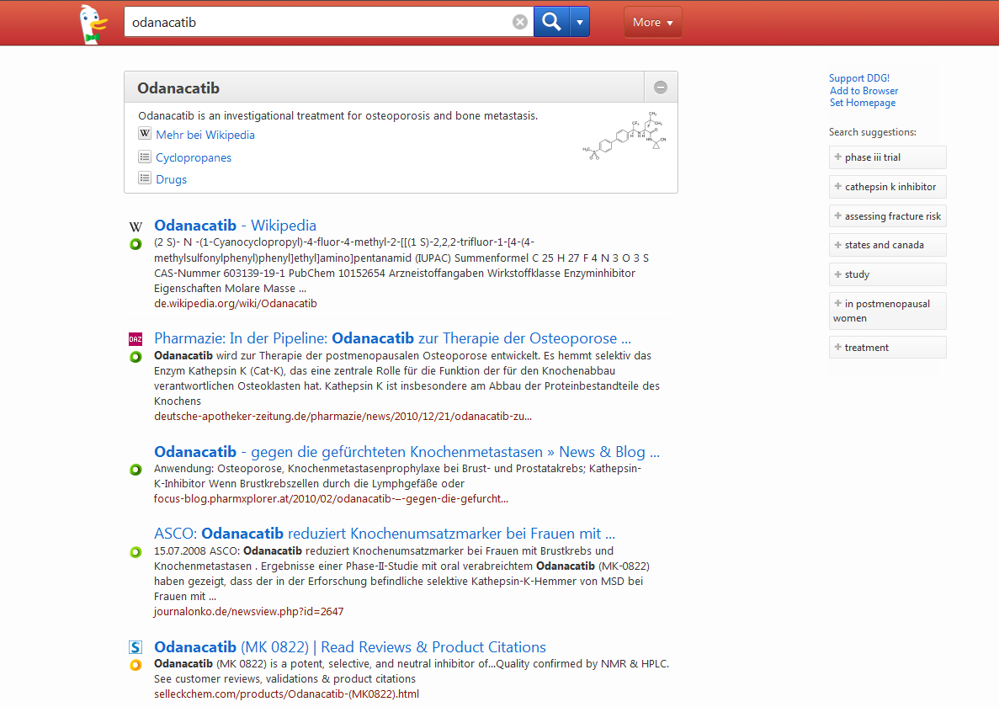 odanacatib
More
Odanacatib
Odanacatib is an investigational treatment for osteoporosis and bone metastasis.
W Mehr bei Wikipedia
Cyclopropanes
Drugs
W Odanacatib - Wikipedia
(2 S)- N -(1-Cyanocyclopropyl)-4-fluor-4-methyl-2-[[(1 S)-2,2,2-trifluor-1-[4-(4-
methylsulfonylphenyl)phenyl]ethyl]amino]pentanamid (IUPAC) Summenformel C 25 H 27 F 4 N 3 O 3 S
CAS-Nummer 603139-19-1 PubChem 10152654 Arzneistoffangaben Wirkstoffklasse Enzyminhibitor
Eigenschaften Molare Masse ...
de.wikipedia.org/wiki/Odanacatib
DAZ Pharmazie: In der Pipeline: Odanacatib zur Therapie der Osteoporose ...
Odanacatib wird zur Therapie der postmenopausalen Osteoporose entwickelt. Es hemmt selektiv das
Enzym Kathepsin K (Cat-K), das eine zentrale Rolle für die Funktion der für den Knochenabbau
verantwortlichen Osteoklasten hat. Kathepsin K ist insbesondere am Abbau der Proteinbestandteile des
Knochens
deutsche-apotheker-zeitung.de/pharmazie/news/2010/12/21/odanacatib-zu...
Odanacatib - gegen die gefürchteten Knochenmetastasen » News & Blog ...
Anwendung: Osteoporose, Knochenmetastasenprophylaxe bei Brust- und Prostatakrebs; Kathepsin-
K-Inhibitor Wenn Brustkrebszellen durch die Lymphgefäße oder
focus-blog.pharmxplorer.at/2010/02/odanacatib-–-gegen-die-gefurcht...
ASCO: Odanacatib reduziert Knochenumsatzmarker bei Frauen mit ...
15.07.2008 ASCO: Odanacatib reduziert Knochenumsatzmarker bei Frauen mit Brustkrebs und
Knochenmetastasen . Ergebnisse einer Phase-II-Studie mit oral verabreichtem Odanacatib (MK-0822)
haben gezeigt, dass der in der Erforschung befindliche selektive Kathepsin-K-Hemmer von MSD bei
Frauen mit ...
journalonko.de/newsview.php?id=2647
S Odanacatib (MK 0822) | Read Reviews & Product Citations
Odanacatib (MK 0822) is a potent, selective, and neutral inhibitor of...Quality confirmed by NMR & HPLC.
See customer reviews, validations & product citations
selleckchem.com/products/Odanacatib-(MK0822).html
Support DDG!
Add to Browser
Set Homepage
Search suggestions:
+ phase iii trial
+ cathepsin k inhibitor
+ assessing fracture risk
+ states and canada
+ study
+ in postmenopausal
women
+ treatment